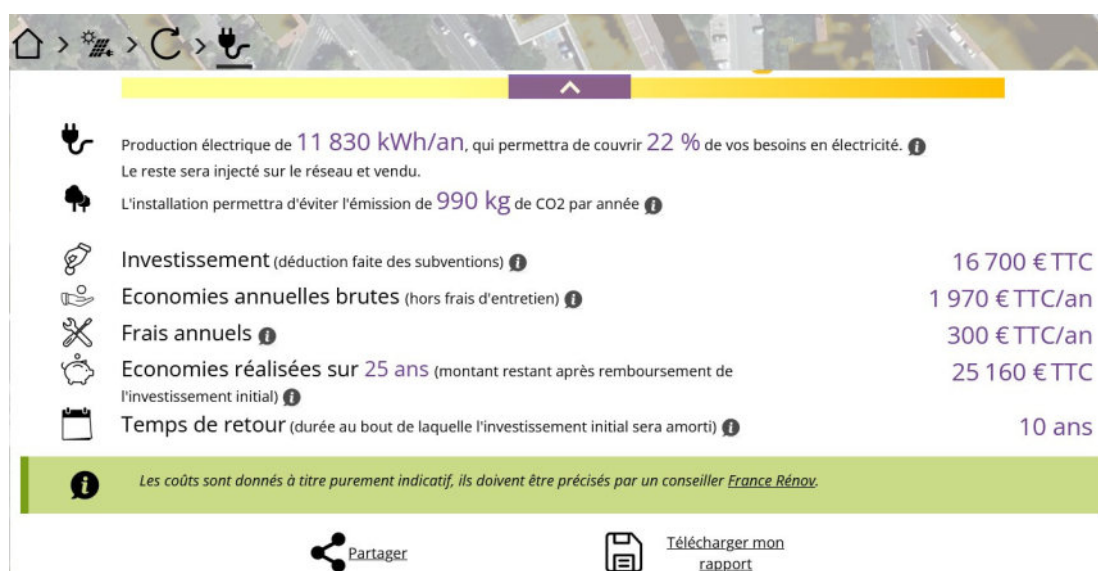 Production électrique de 11 830 kWh/an, qui permettra de couvrir 22 % de vos besoins en électricité.
Le reste sera injecté sur le réseau et vendu.
L'installation permettra d'éviter l'émission de 990 kg de CO2 par année
Investissement (déduction faite des subventions) 16 700 € TTC
Economies annuelles brutes (hors frais d'entretien) 1 970 € TTC/an
Frais annuels 300 € TTC/an
Economies réalisées sur 25 ans (montant restant après remboursement de 25 160 € TTC
l'investissement initial)
Temps de retour (durée au bout de laquelle l'investissement initial sera amorti) 10 ans
Les coûts sont donnés à titre purement indicatif, ils doivent être précisés par un conseiller France Rénov.
Partager
Télécharger mon
rapport